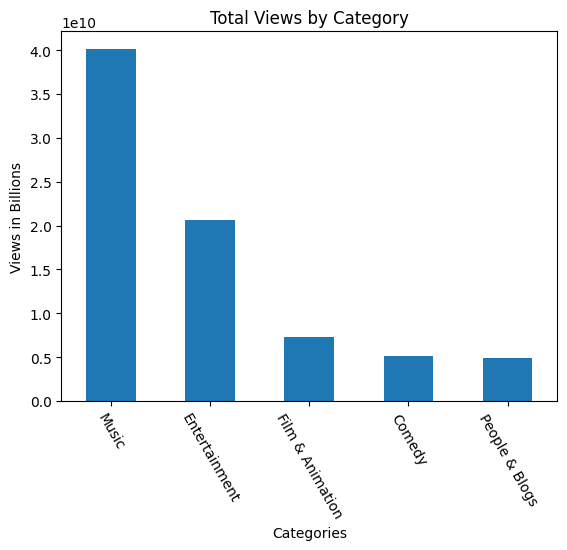 Total Views by Category
1e10
4.0
3.5
3.0
2.5
2.0
1.5
1.0
0.5
0.0
Views in Billions
Music
Entertainment
Film & Animation
Comedy
People & Blogs
Categories